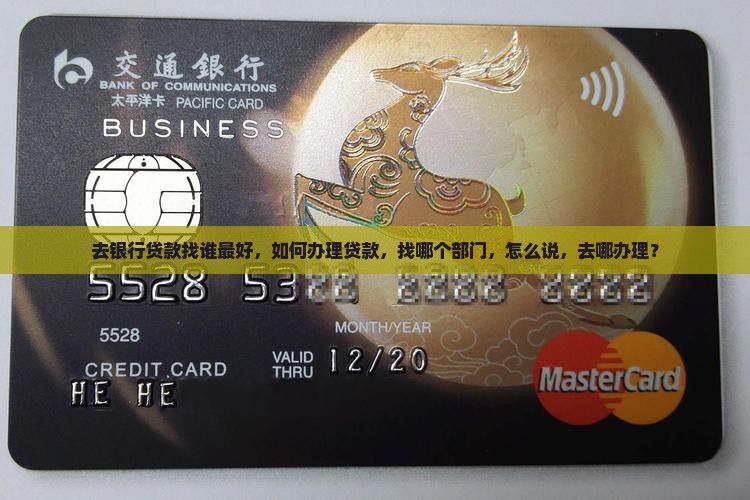 交通銀行
BANK OF COMMUNICATIONS
太平洋卡 PACIFIC CARD
BUSINESS
去银行贷款找谁最好，如何办理贷款，找哪个部门，怎么说，去哪办理？
5528 53
5528
MONTH/YEAR
CREDIT CARD
VALID THRU 12/20
HE HE
MasterCard